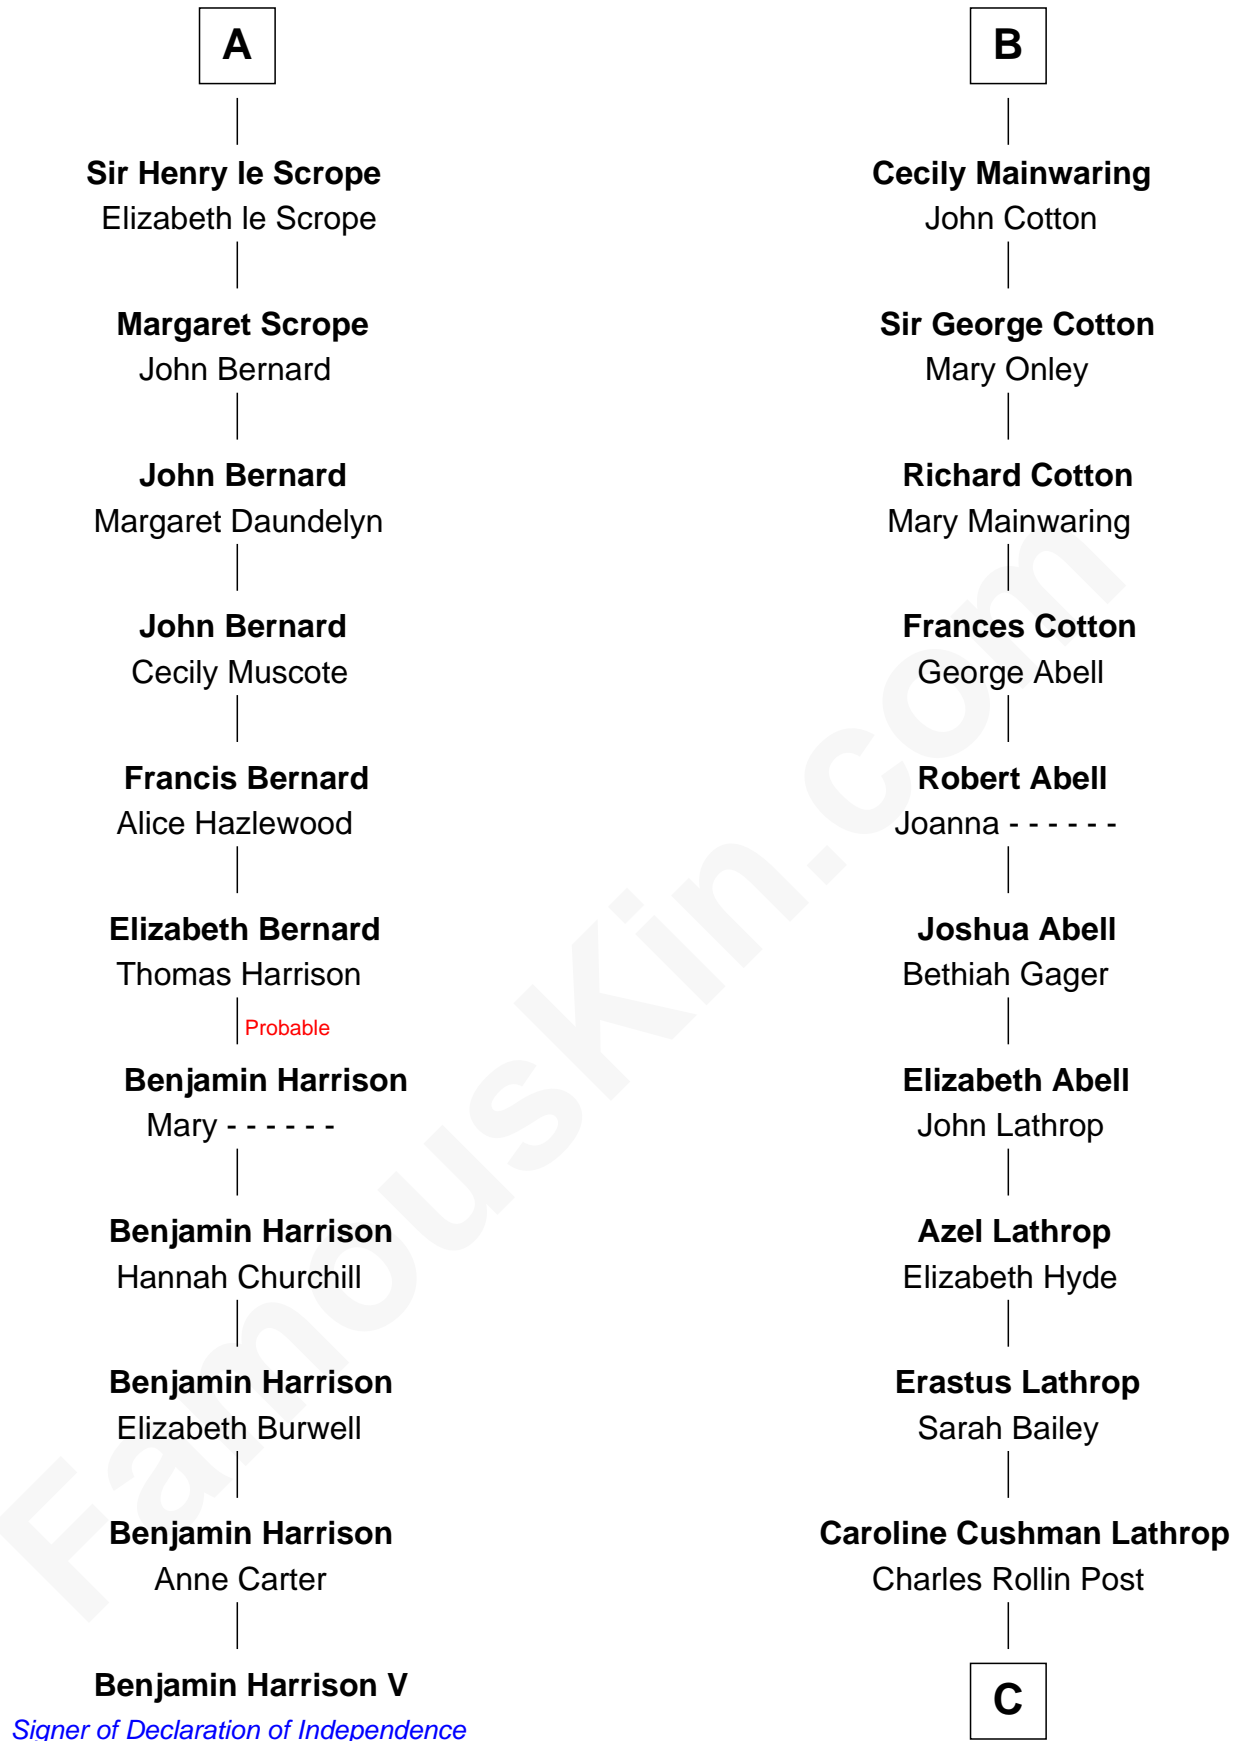 A
Sir Henry le Scrope
Elizabeth le Scrope
Margaret Scrope
John Bernard
John Bernard
Margaret Daundelyn
John Bernard
Cecily Muscote
Francis Bernard
Alice Hazlewood
Elizabeth Bernard
Thomas Harrison
Probable
Benjamin Harrison
Mary - - - - - -
Benjamin Harrison
Hannah Churchill
Benjamin Harrison
Elizabeth Burwell
Benjamin Harrison
Anne Carter
Benjamin Harrison V
Signer of Declaration of Independence
B
Cecily Mainwaring
John Cotton
Sir George Cotton
Mary Onley
Richard Cotton
Mary Mainwaring
Frances Cotton
George Abell
Robert Abell
Joanna - - - - - -
Joshua Abell
Bethiah Gager
Elizabeth Abell
John Lathrop
Azel Lathrop
Elizabeth Hyde
Erastus Lathrop
Sarah Bailey
Caroline Cushman Lathrop
Charles Rollin Post
C
FamousKin.com